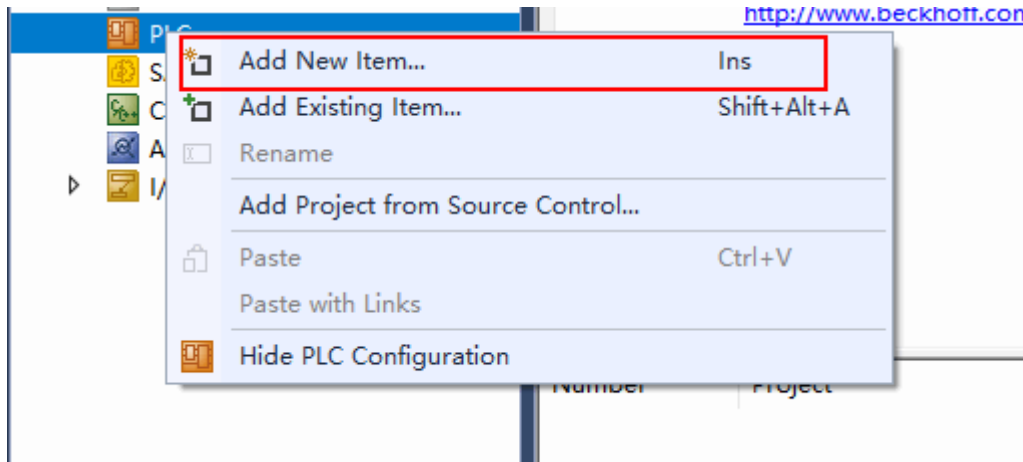 http://www.beckhoff.com
PLC
Add New Item... Ins
Add Existing Item... Shift+Alt+A
Rename
Add Project from Source Control...
Paste Ctrl+V
Paste with Links
Hide PLC Configuration
S
C
A
I/
Number Project